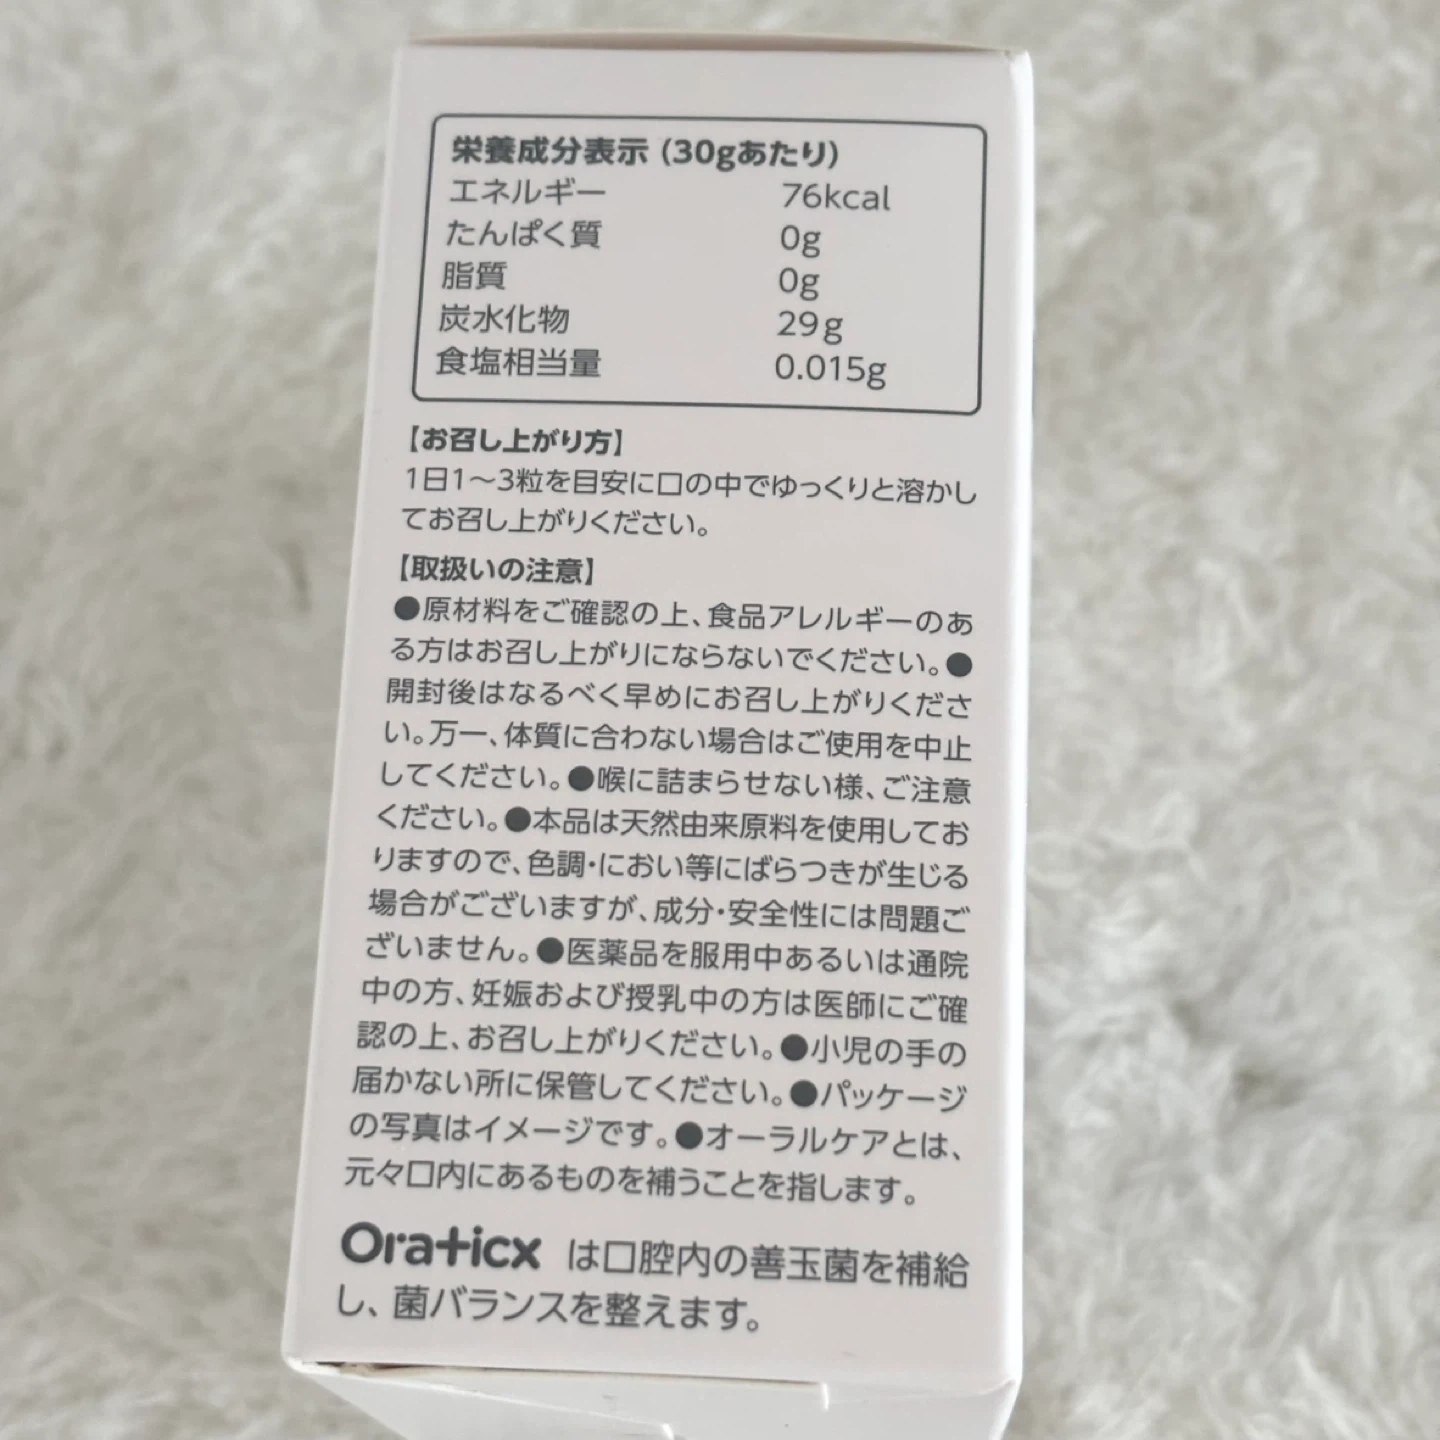 栄養成分表示 (30gあたり)
エネルギー 76kcal
たんぱく質 0g
脂質 0g
炭水化物 29g
食塩相当量 0.015g
【お召し上がり方】
1日1〜3粒を目安に口の中でゆっくりと溶かし
てお召し上がりください。
【取扱いの注意】
●原材料をご確認の上、食品アレルギーのあ
る方はお召し上がりにならないでください。●
開封後はなるべく早めにお召し上がりくださ
い。万一、体質に合わない場合はご使用を中止
してください。●喉に詰まらせない様、ご注意
ください。●本品は天然由来原料を使用してお
りますので、色調・におい等にばらつきが生じる
場合がございますが、成分・安全性には問題ご
ざいません。●医薬品を服用中あるいは通院
中の方、妊娠および授乳中の方は医師にご確
認の上、お召し上がりください。●小児の手の
届かない所に保管してください。●パッケージ
の写真はイメージです。●オーラルケアとは、
元々口内にあるものを補うことを指します。
Oraticx は口腔内の善玉菌を補給
し、菌バランスを整えます。